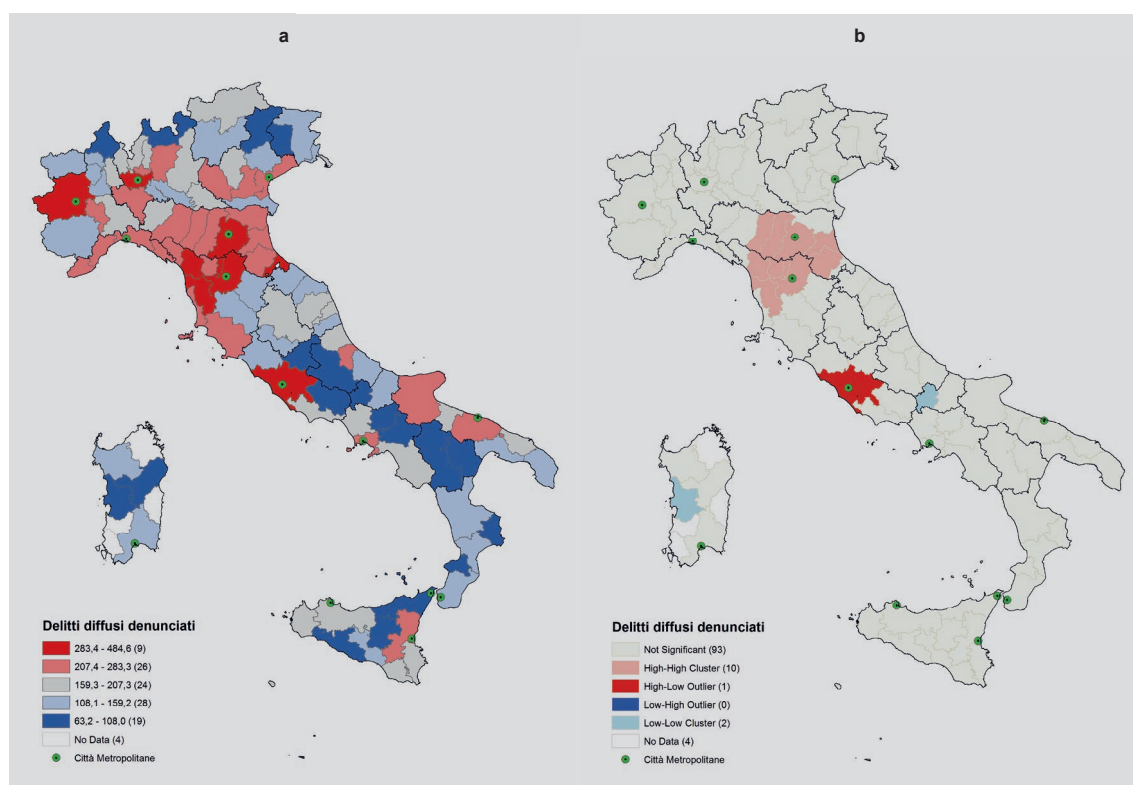 a
Delitti diffusi denunciati
283,4 - 484,6 (9)
207,4 - 283,3 (26)
159,3 - 207,3 (24)
108,1 - 159,2 (28)
63,2 - 108,0 (19)
No Data (4)
Città Metropolitane
b
Delitti diffusi denunciati
Not Significant (93)
High-High Cluster (10)
High-Low Outlier (1)
Low-High Outlier (0)
Low-Low Cluster (2)
No Data (4)
Città Metropolitane